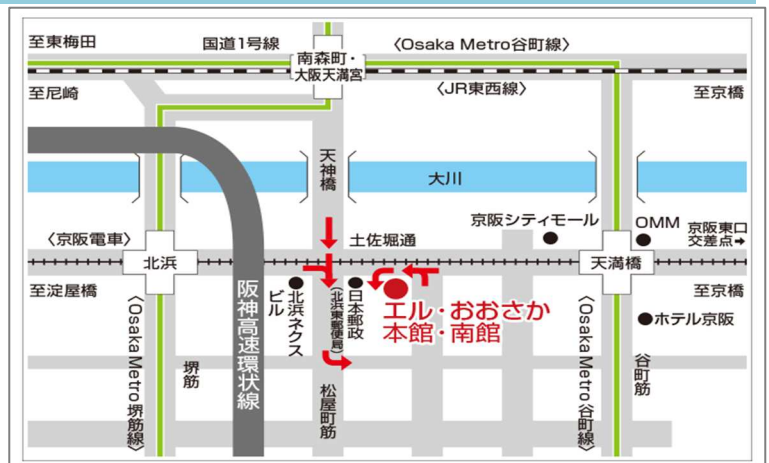 至東梅田
国道1号線
〈Osaka Metro谷町線〉
南森町・
大阪天満宮
至尼崎
〈JR東西線〉
至京橋
天神橋
大川
〈京阪電車〉
土佐堀通
京阪シティモール
OMM
京阪東口
交差点→
北浜
天満橋
至淀屋橋
至京橋
〈Osaka Metro堺筋線〉
堺筋
阪神高速環状線
北浜ネクス
ビル
日本郵政
(北浜東郵便局)
エル・おおさか
本館・南館
松屋町筋
〈Osaka Metro谷町線〉
谷町筋
ホテル京阪